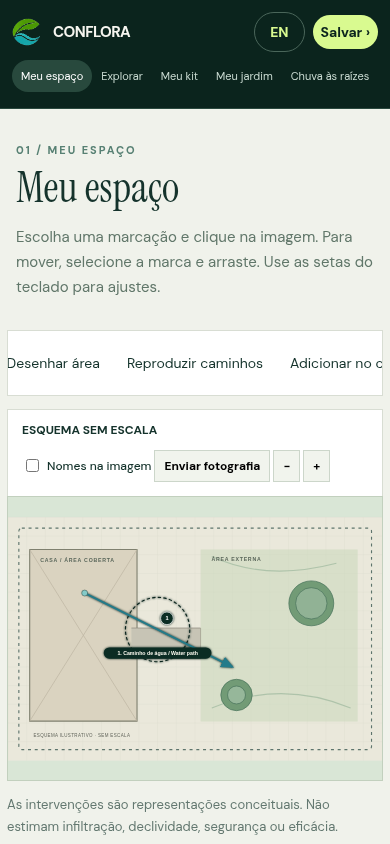 CONFLORA
EN
Salvar ›
Meu espaço
Explorar
Meu kit
Meu jardim
Chuva às raízes
01 / MEU ESPAÇO
Meu espaço
Escolha uma marcação e clique na imagem. Para
mover, selecione a marca e arraste. Use as setas do
teclado para ajustes.
Desenhar área
Reproduzir caminhos
Adicionar no c
ESQUEMA SEM ESCALA
Nomes na imagem
Enviar fotografia
−
+
CASA / ÁREA COBERTA
ÁREA EXTERNA
1
1. Caminho de água / Water path
ESQUEMA ILUSTRATIVO · SEM ESCALA
As intervenções são representações conceituais. Não
estimam infiltração, declividade, segurança ou eficácia.